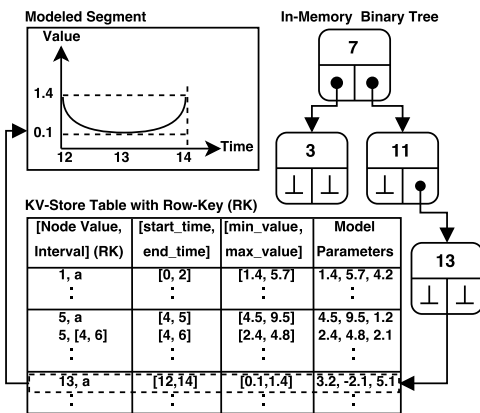 Modeled Segment
Value
1.4
0.1
12 13 14 Time
In-Memory Binary Tree
7
3 11
⊥ ⊥ ⊥
13
⊥ ⊥
KV-Store Table with Row-Key (RK)
[Node Value, Interval] (RK) [start_time, end_time] [min_value, max_value] Model Parameters
1, a [0, 2] [1.4, 5.7] 1.4, 5.7, 4.2
: : : :
5, a [4, 5] [4.5, 9.5] 4.5, 9.5, 1.2
5, [4, 6] [4, 6] [2.4, 4.8] 2.4, 4.8, 2.1
: : : :
13, a [12,14] [0.1,1.4] 3.2, -2.1, 5.1
: : : :